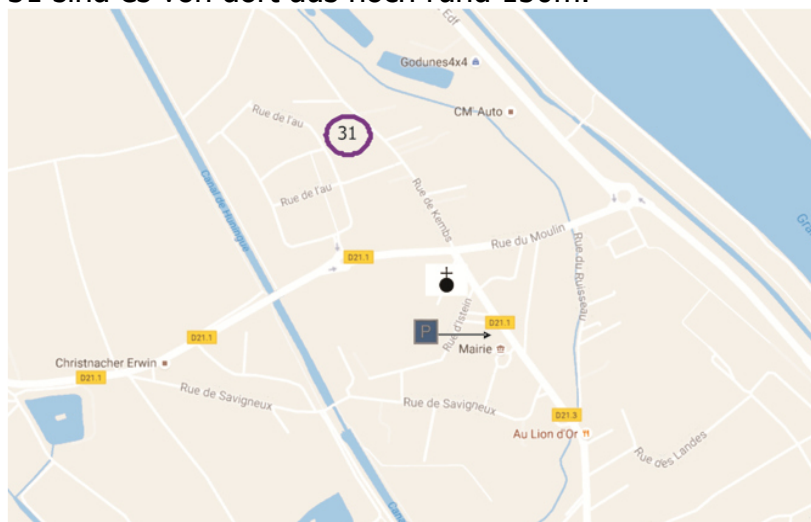 Edf
Godunes4x4
CM Auto
Rue de l'au
31
Canal de Huningue
Rue de l'au
Rue de Kembs
Gra
Rue du Moulin
D21.1
Rue du Ruisseau
Rue d'Istein
D21.1
P
D21.1
Mairie
Christnacher Erwin
D21.1
Rue de Savigneux
Rue de Savigneux
D21.3
Au Lion d'Or
Rue des Landes